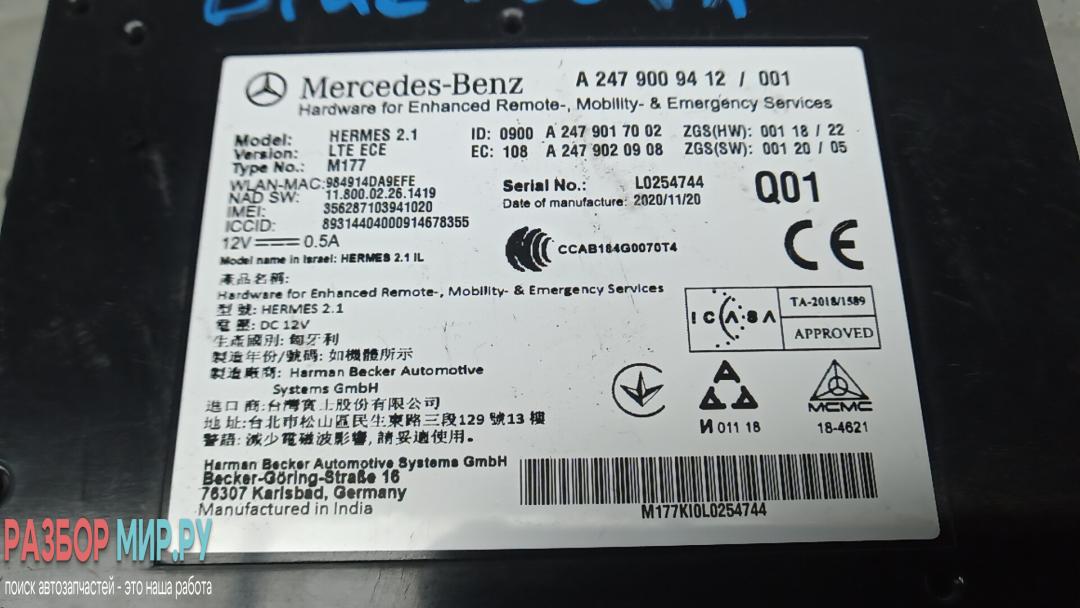 Mercedes-Benz A 247 900 94 12 / 001
Hardware for Enhanced Remote-, Mobility- & Emergency Services
Model: HERMES 2.1 ID: 0900 A 247 901 70 02 ZGS(HW): 001 18 / 22
Version: LTE ECE EC: 108 A 247 902 09 08 ZGS(SW): 001 20 / 05
Type No.: M177
WLAN-MAC: 984914DA9EFE Serial No.: L0254744 Q01
NAD SW: 11.800.02.26.1419 Date of manufacture: 2020/11/20
IMEI: 356287103941020
ICCID: 89314404000914678355
12V 0.5A CCAB184G0070T4 CE
Model name in Israel: HERMES 2.1 IL
產品名稱:
Hardware for Enhanced Remote-, Mobility- & Emergency Services
型號: HERMES 2.1 ICASA TA-2018/1589
電壓: DC 12V APPROVED
生產國別: 匈牙利
製造年份/號碼: 如機體所示
製造廠商: Harman Becker Automotive
Systems GmbH
進口商: 台灣賓士股份有限公司 MCMC
地址: 台北市松山區民生東路三段129號13樓 И 011 18 18-4621
警語: 減少電磁波影響, 請妥適使用。
Harman Becker Automotive Systems GmbH
Becker-Göring-Straße 16
76307 Karlsbad, Germany
Manufactured in India M177KI0L0254744
РАЗБОР МИР.РУ
поиск автозапчастей - это наша работа